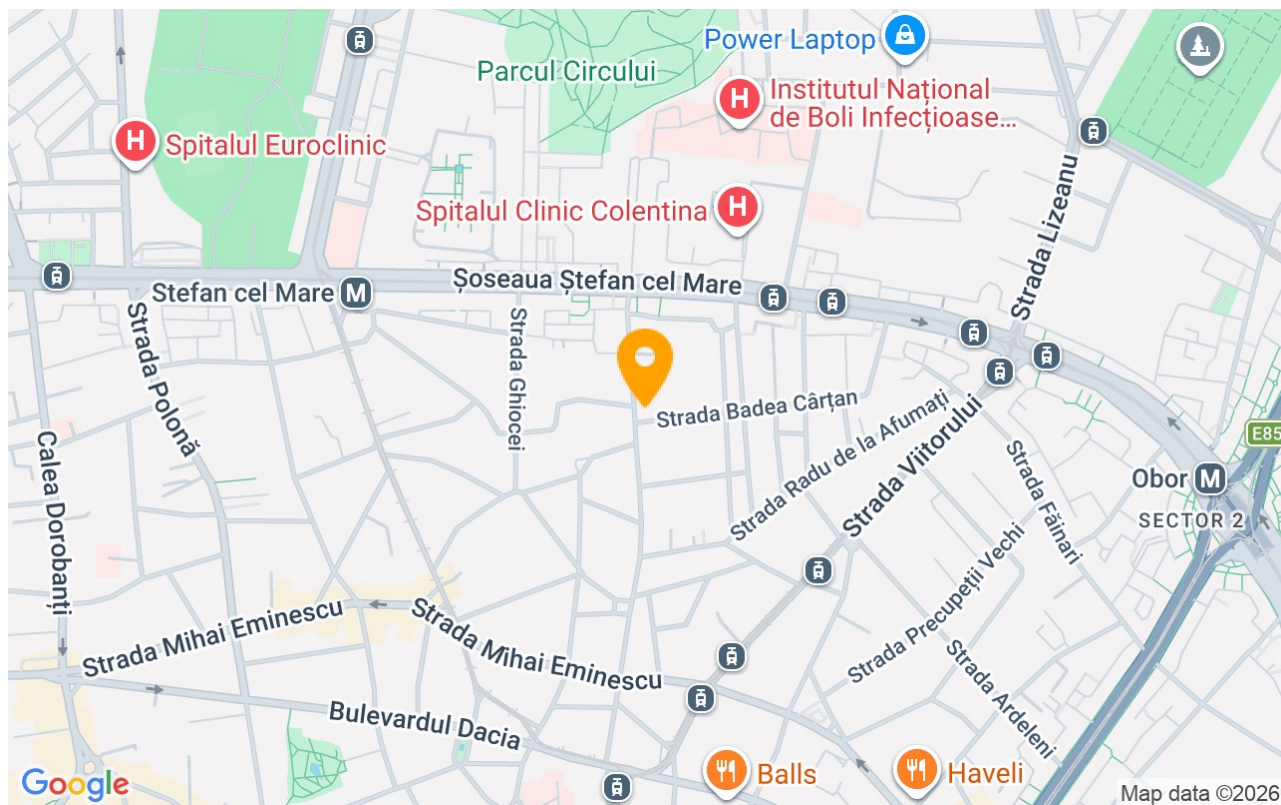 Power Laptop
Parcul Circului
H
Institutul Național
de Boli Infecțioase...
H
Spitalul Euroclinic
Strada Lizeanu
Spitalul Clinic Colentina
H
Șoseaua Ștefan cel Mare
Stefan cel Mare
M
Strada Polonă
Strada Ghiocei
Strada Badea Cârțan
Strada Radu de la Afumați
Strada Viitorului
Strada Făinari
E85
Calea Dorobanți
Obor
M
SECTOR 2
Strada Precupeții Vechi
Strada Mihai Eminescu
Strada Mihai Eminescu
Strada Ardeleni
Bulevardul Dacia
Balls
Haveli
Google
Map data ©2026